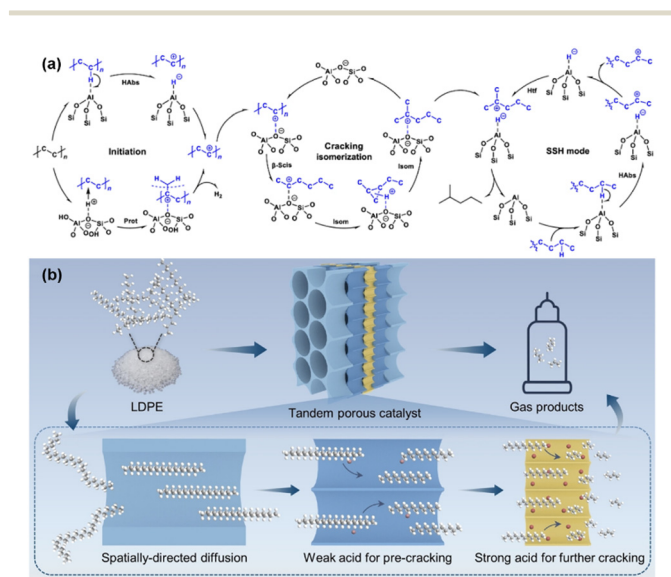 (a)
HAbs
Initiation
Prot
H₂
β-Scis
Cracking
isomerization
Isom
Isom
Htf
SSH mode
HAbs
(b)
LDPE
Tandem porous catalyst
Gas products
Spatially-directed diffusion
Weak acid for pre-cracking
Strong acid for further cracking